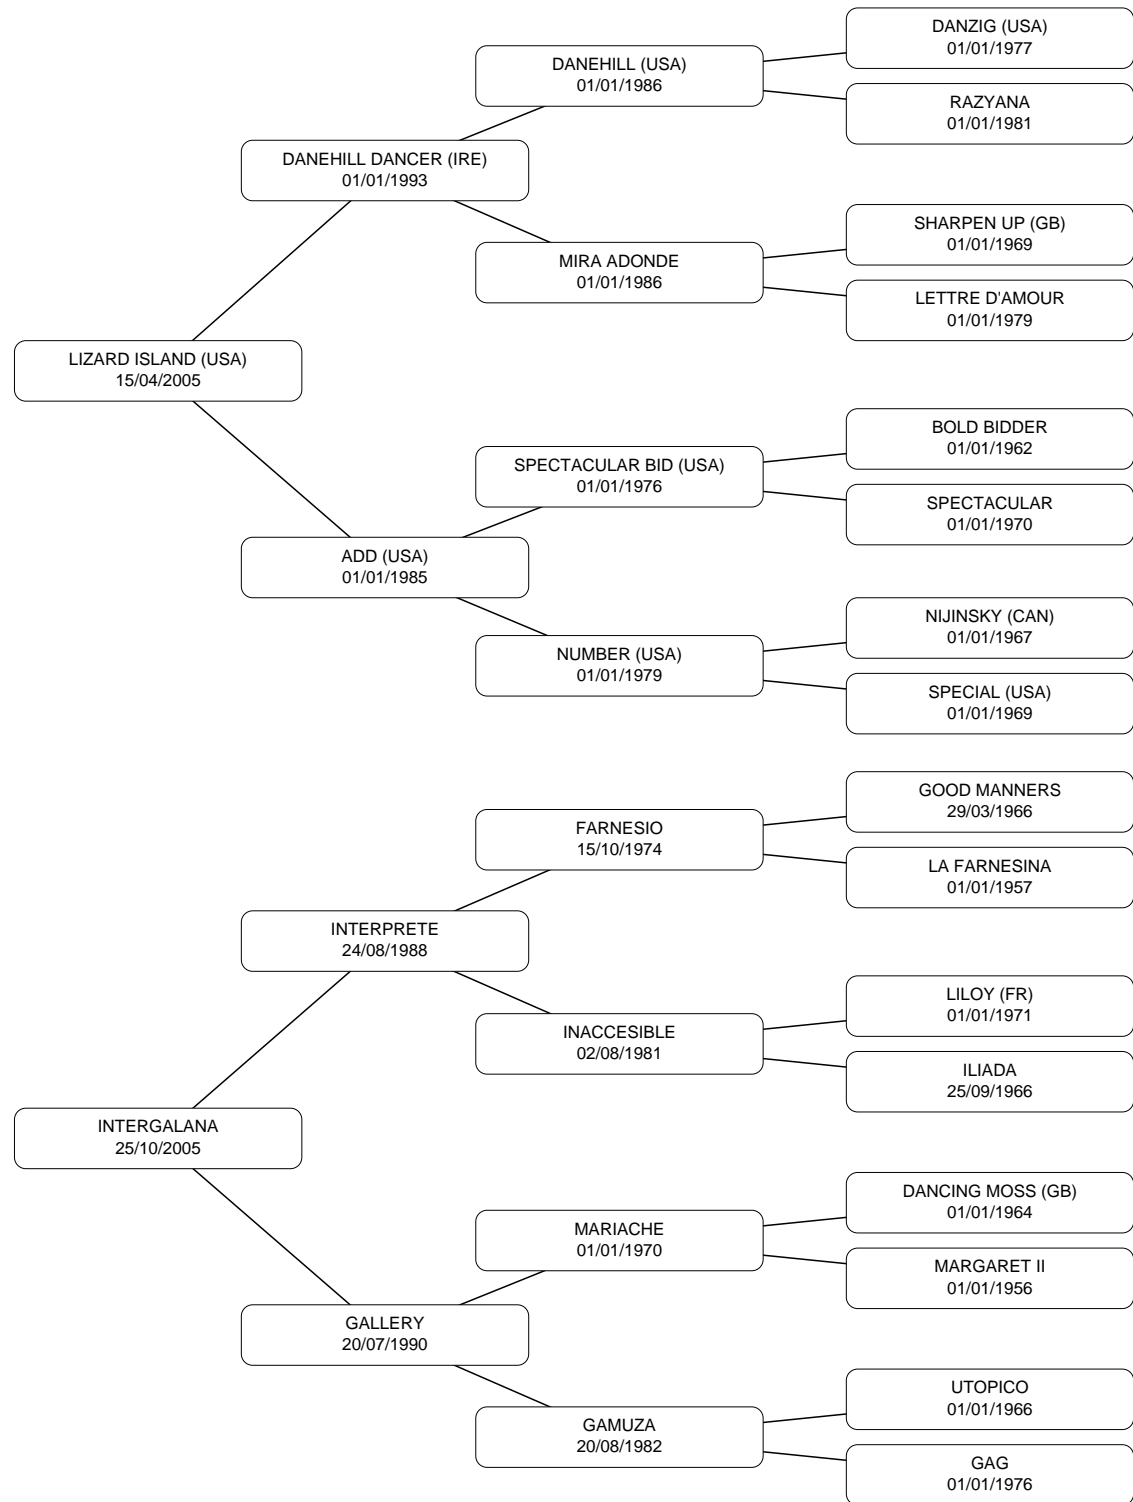 DANZIG (USA)
01/01/1977
DANEHILL (USA)
01/01/1986
RAZYANA
01/01/1981
DANEHILL DANCER (IRE)
01/01/1993
SHARPEN UP (GB)
01/01/1969
MIRA ADONDE
01/01/1986
LETTRE D'AMOUR
01/01/1979
LIZARD ISLAND (USA)
15/04/2005
BOLD BIDDER
01/01/1962
SPECTACULAR BID (USA)
01/01/1976
SPECTACULAR
01/01/1970
ADD (USA)
01/01/1985
NIJINSKY (CAN)
01/01/1967
NUMBER (USA)
01/01/1979
SPECIAL (USA)
01/01/1969
GOOD MANNERS
29/03/1966
FARNESIO
15/10/1974
LA FARNESINA
01/01/1957
INTERPRETE
24/08/1988
LILOY (FR)
01/01/1971
INACCESIBLE
02/08/1981
ILIADA
25/09/1966
INTERGALANA
25/10/2005
DANCING MOSS (GB)
01/01/1964
MARIACHE
01/01/1970
MARGARET II
01/01/1956
GALLERY
20/07/1990
UTOPICO
01/01/1966
GAMUZA
20/08/1982
GAG
01/01/1976